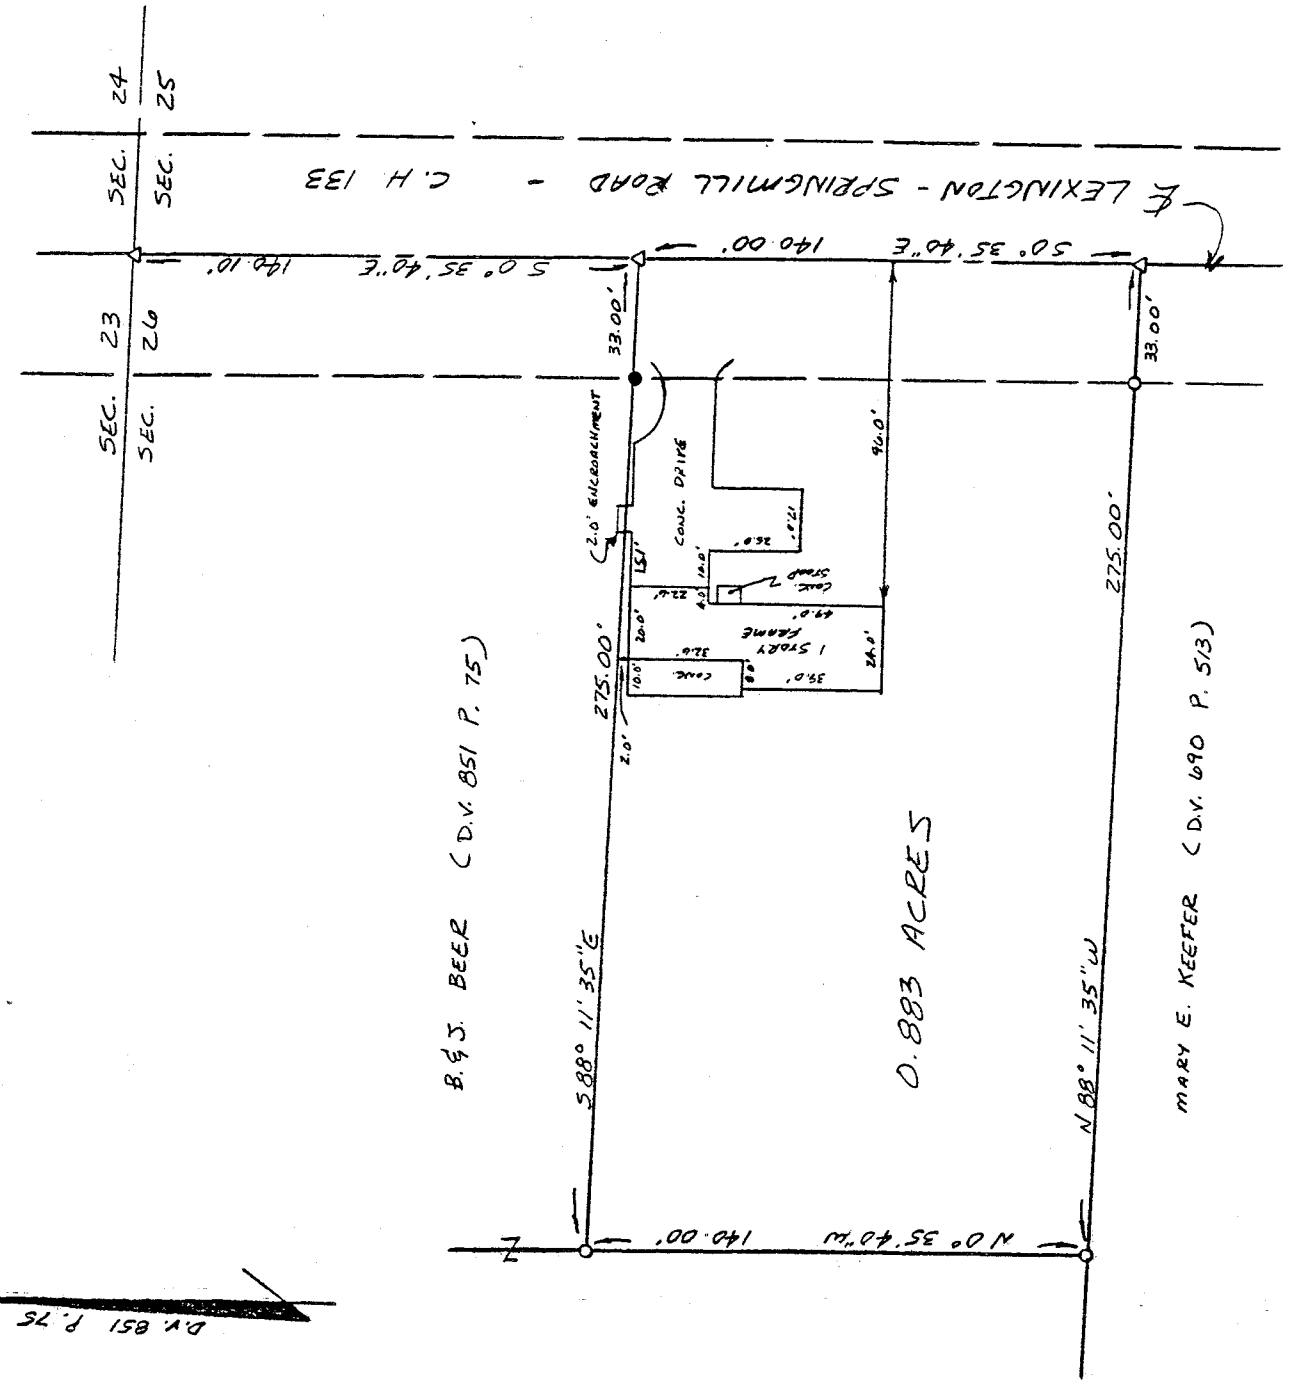 SEC. 24
SEC. 25
SEC. 23
SEC. 26
℄ LEXINGTON - SPRINGMILL ROAD - C.H. 133
S 0° 35' 40" E 140.10'
S 0° 35' 40" E 140.00'
33.00'
33.00'
2.0' ENCROACHMENT
CONC. DRIVE
96.0'
275.00'
17.0'
26.0'
15.1'
10.0'
CONC.
STOOP
22.6'
4.0'
49.0'
20.0'
1 STORY
FRAME
24.0'
32.0'
10.0'
CONC.
8.0'
39.0'
2.0'
275.00'
B. & J. BEER (D.V. 851 P. 75)
S 88° 11' 35" E
0.883 ACRES
N 88° 11' 35" W
MARY E. KEEFER (D.V. 690 P. 513)
N 0° 35' 40" W 140.00'
Z
D.V. 851 P. 75